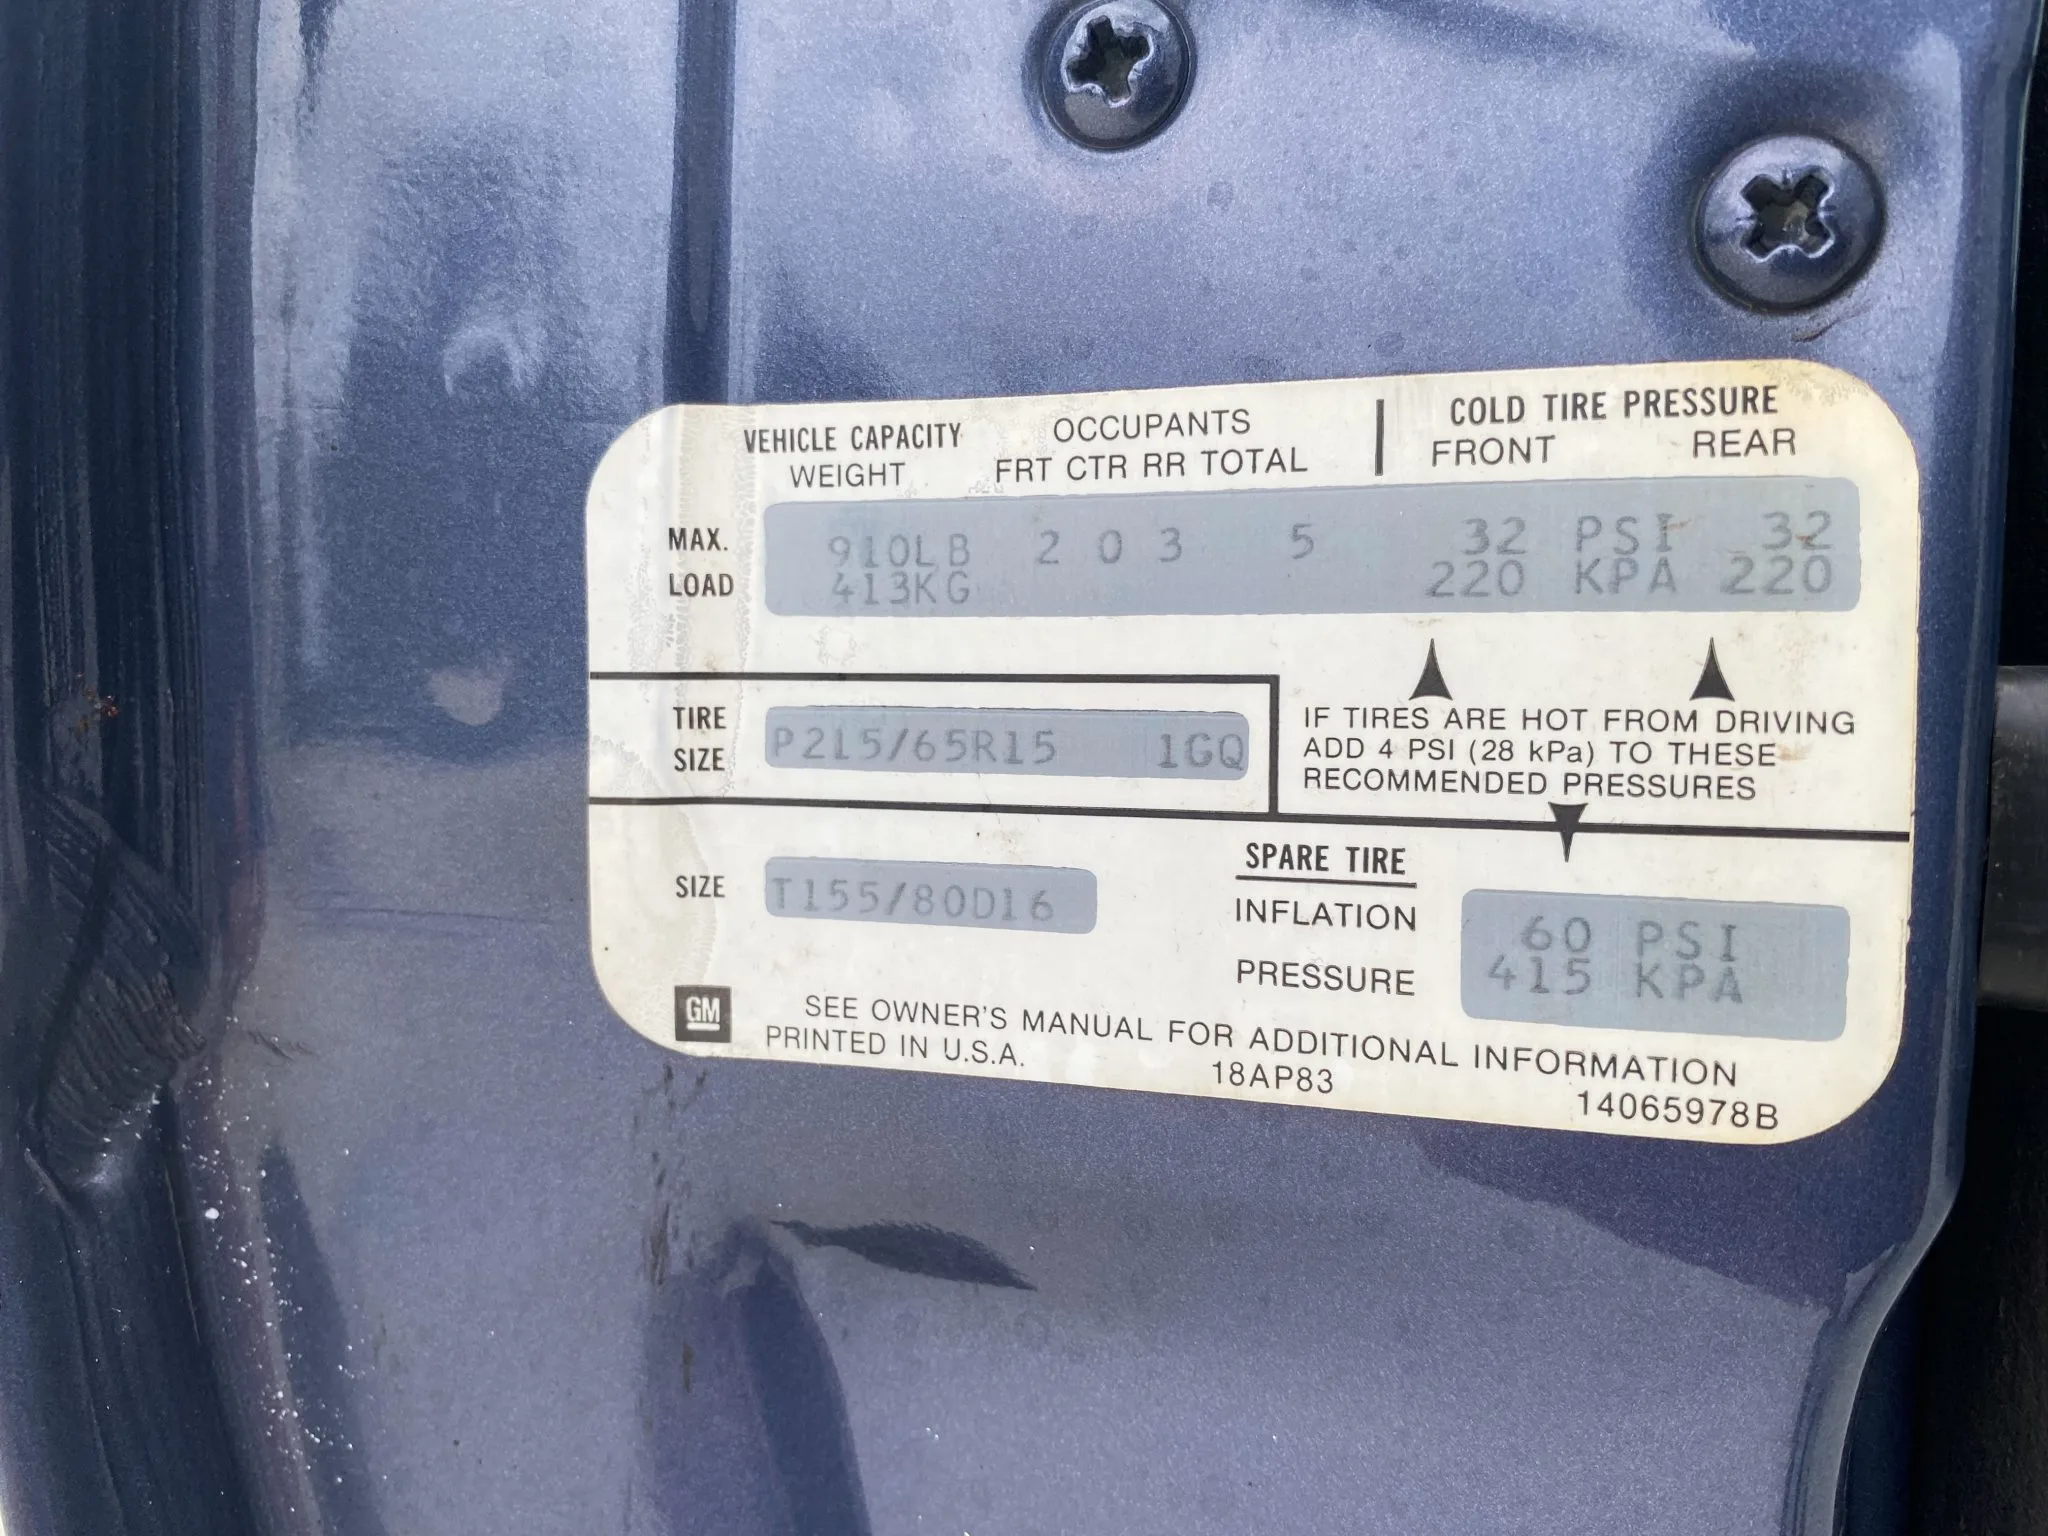 VEHICLE CAPACITY OCCUPANTS COLD TIRE PRESSURE
WEIGHT FRT CTR RR TOTAL FRONT REAR
MAX. 910LB 2 0 3 5 32 PSI 32
LOAD 413KG 220 KPA 220
TIRE
SIZE P215/65R15 1GQ
IF TIRES ARE HOT FROM DRIVING
ADD 4 PSI (28 kPa) TO THESE
RECOMMENDED PRESSURES
SPARE TIRE
SIZE T155/80D16
INFLATION 60 PSI
PRESSURE 415 KPA
GM
SEE OWNER'S MANUAL FOR ADDITIONAL INFORMATION
PRINTED IN U.S.A. 18AP83 14065978B